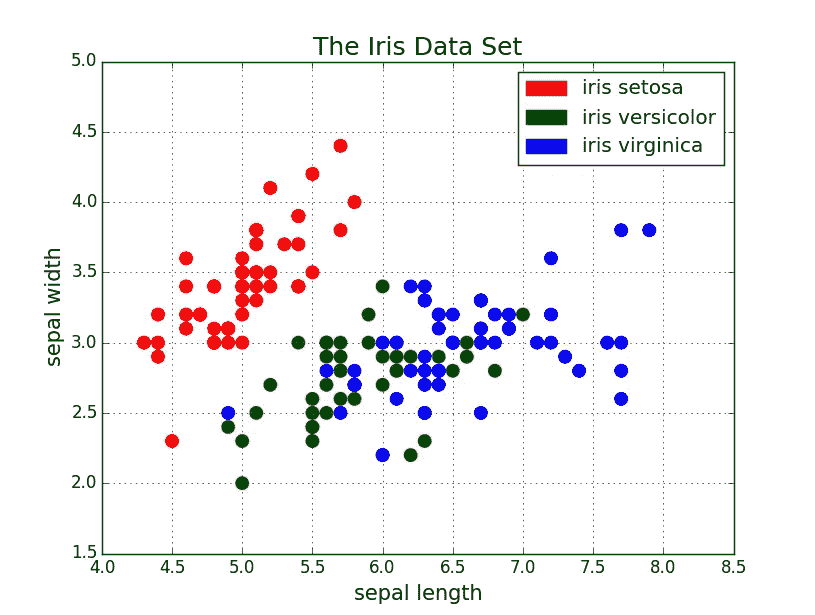 The Iris Data Set
iris setosa
iris versicolor
iris virginica
sepal width
5.0
4.5
4.0
3.5
3.0
2.5
2.0
1.5
4.0 4.5 5.0 5.5 6.0 6.5 7.0 7.5 8.0 8.5
sepal length